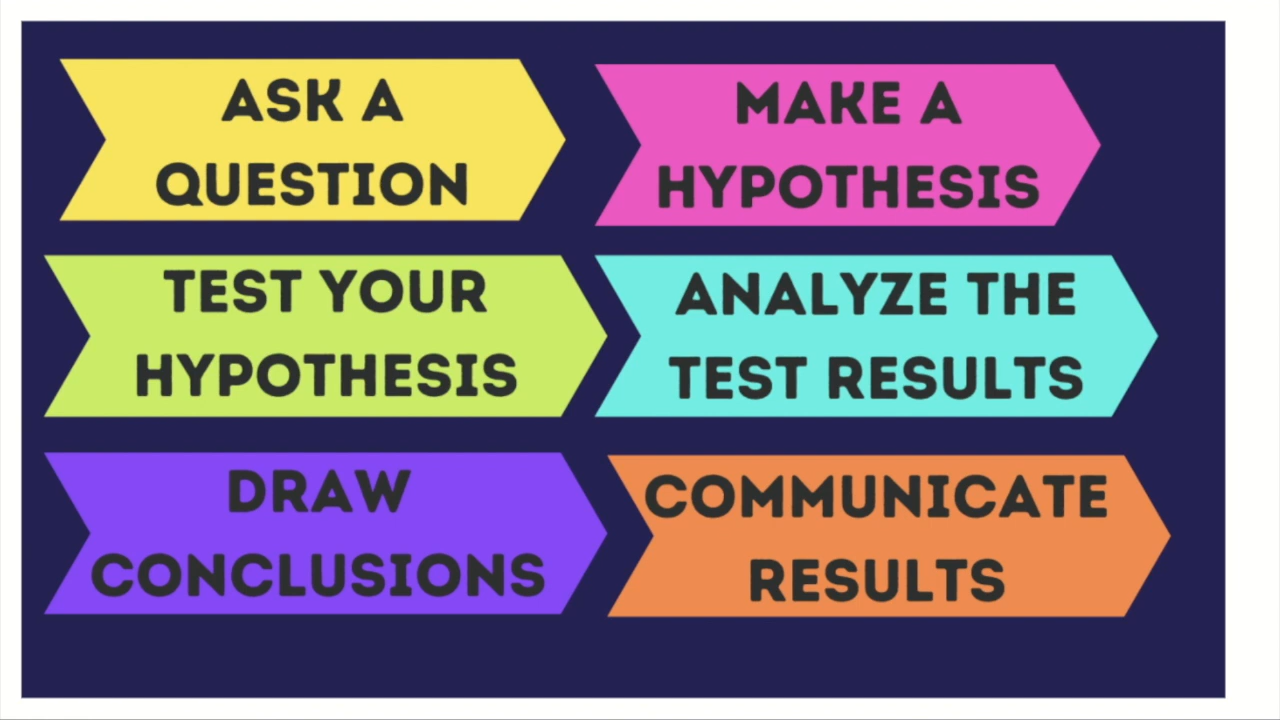 ASK A
QUESTION
MAKE A
HYPOTHESIS
TEST YOUR
HYPOTHESIS
ANALYZE THE
TEST RESULTS
DRAW
CONCLUSIONS
COMMUNICATE
RESULTS